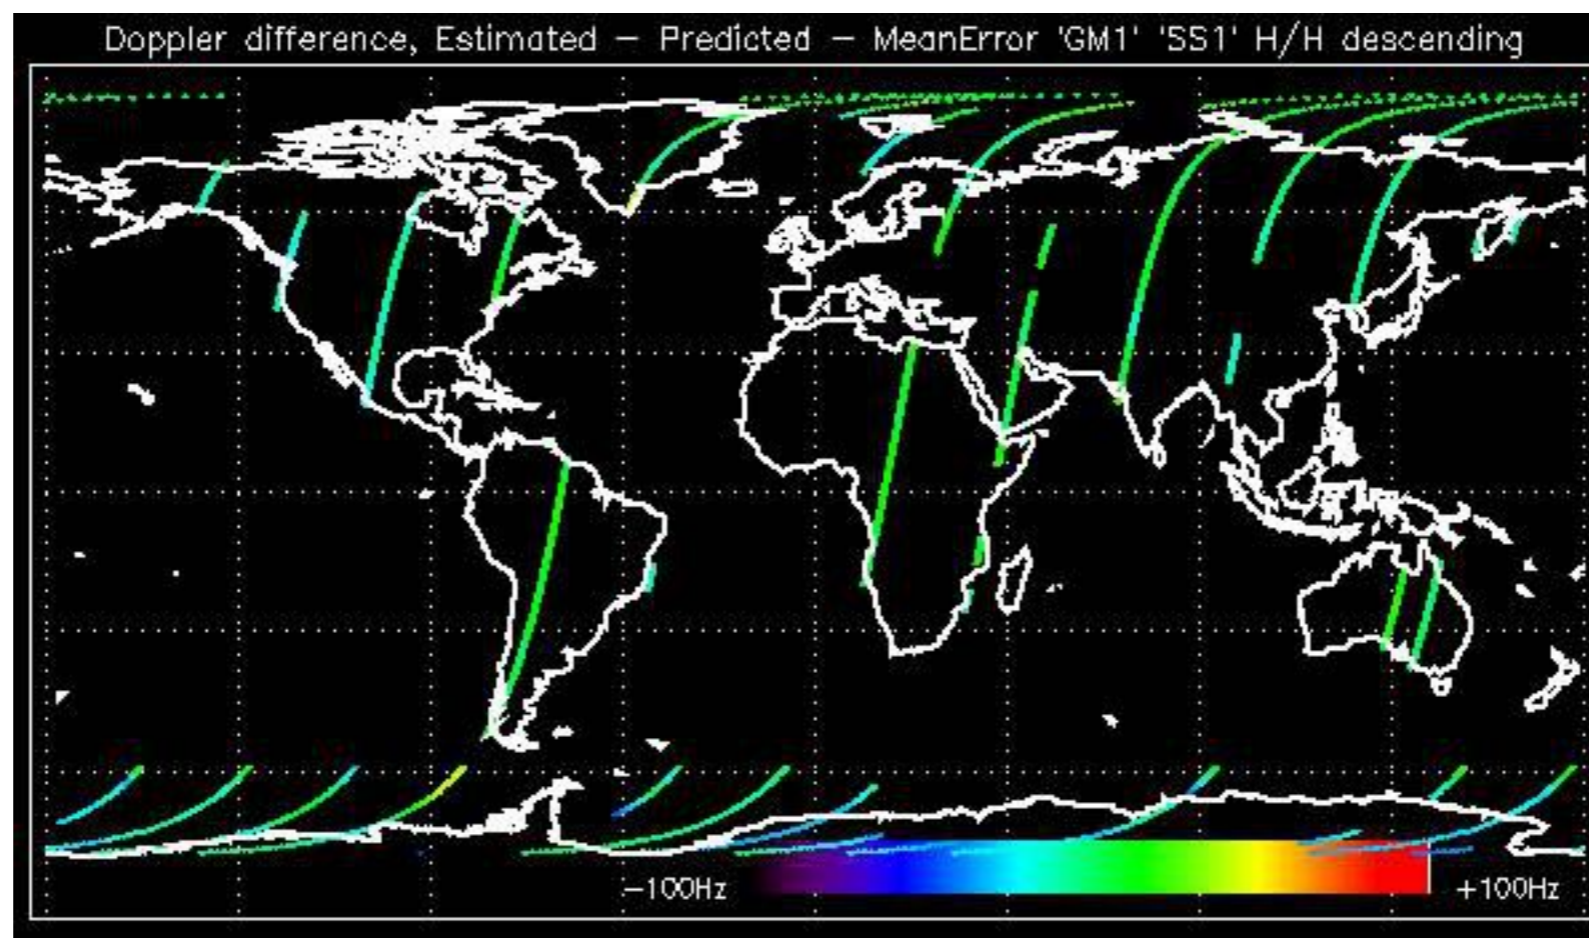 Doppler difference, Estimated – Predicted – MeanError 'GM1' 'SS1' H/H descending
–100Hz +100Hz